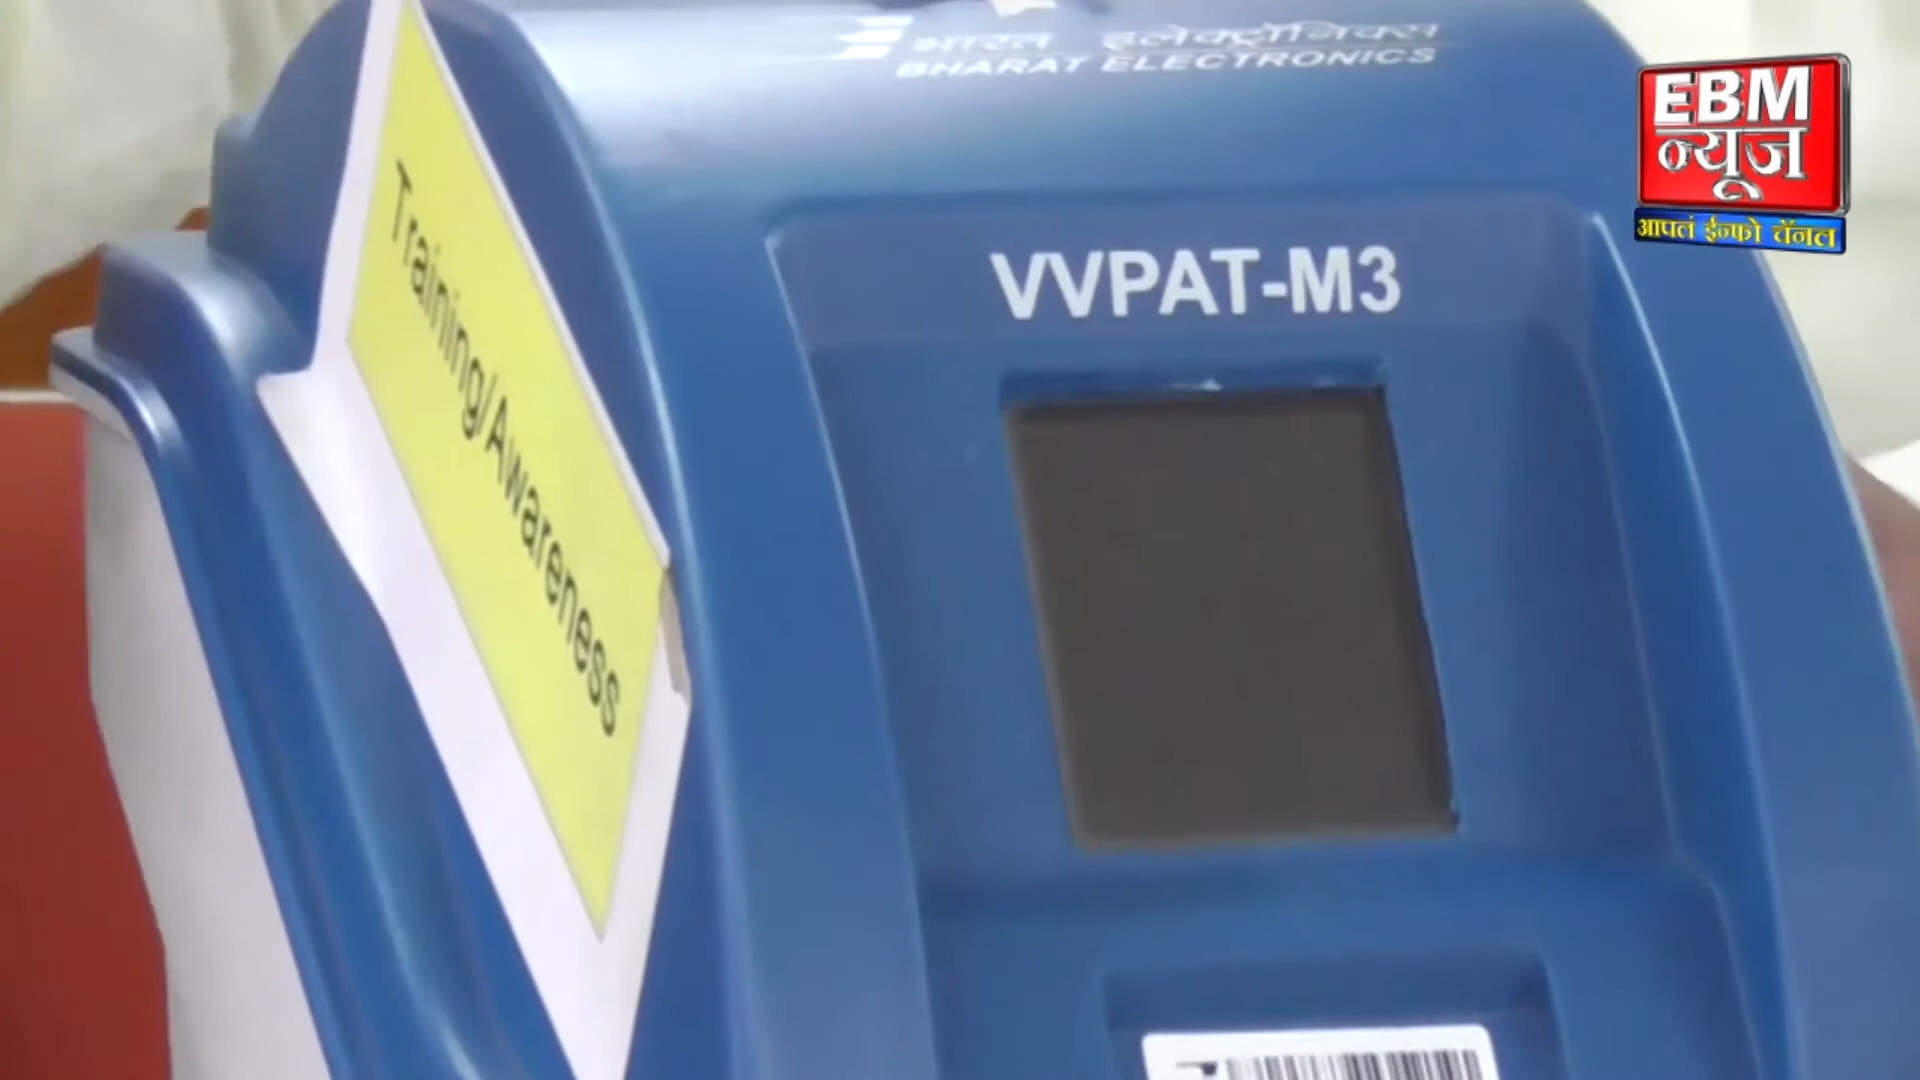 भारत इलेक्ट्रॉनिक्स
BHARAT ELECTRONICS
EBM
न्यूज
आपलं ईन्फो चॅनल
VVPAT-M3
Training/Awareness